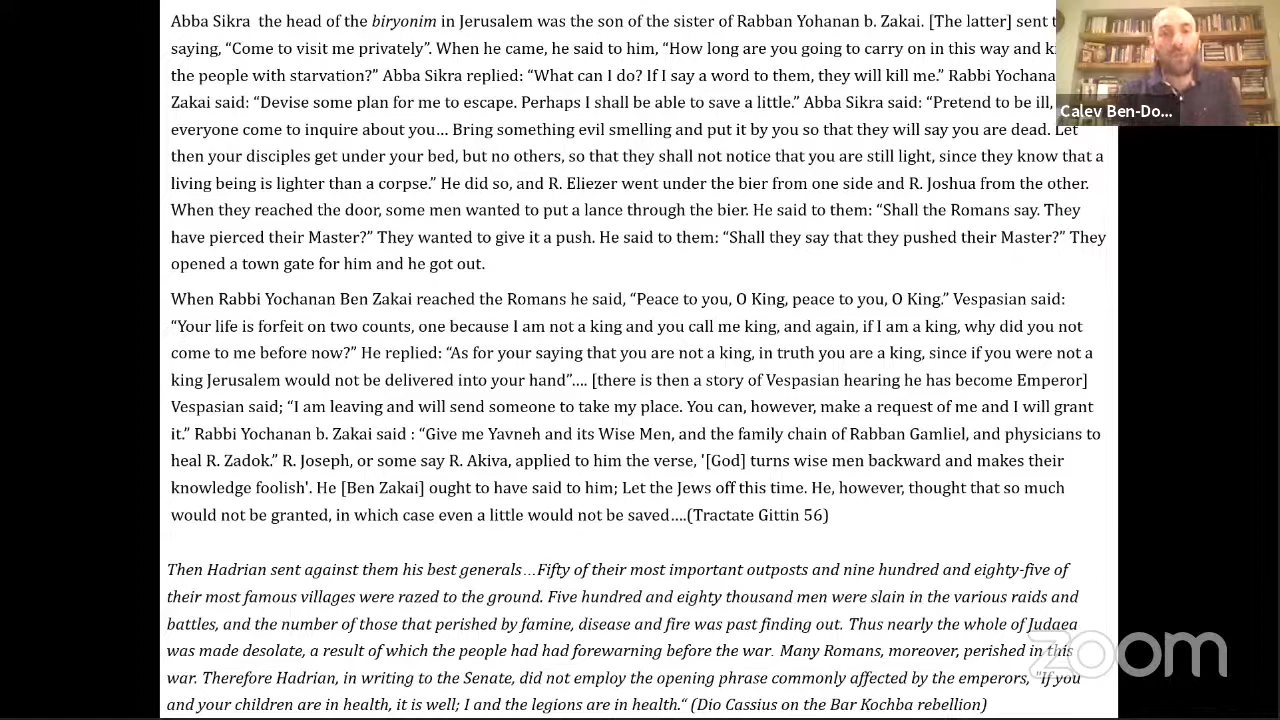 Abba Sikra the head of the biryonim in Jerusalem was the son of the sister of Rabban Yohanan b. Zakai. [The latter] sent
saying, “Come to visit me privately”. When he came, he said to him, “How long are you going to carry on in this way and
the people with starvation?” Abba Sikra replied: “What can I do? If I say a word to them, they will kill me.” Rabbi
Zakai said: “Devise some plan for me to escape. Perhaps I shall be able to save a little.” Abba Sikra said: “Pretend to be ill,
Calev Ben-Do...
everyone come to inquire about you… Bring something evil smelling and put it by you so that they will say you are dead. Let
then your disciples get under your bed, but no others, so that they shall not notice that you are still light, since they know that a
living being is lighter than a corpse.” He did so, and R. Eliezer went under the bier from one side and R. Joshua from the other.
When they reached the door, some men wanted to put a lance through the bier. He said to them: “Shall the Romans say. They
have pierced their Master?” They wanted to give it a push. He said to them: “Shall they say that they pushed their Master?” They
opened a town gate for him and he got out.
When Rabbi Yochanan Ben Zakai reached the Romans he said, “Peace to you, O King, peace to you, O King.” Vespasian said:
“Your life is forfeit on two counts, one because I am not a king and you call me king, and again, if I am a king, why did you not
come to me before now?” He replied: “As for your saying that you are not a king, in truth you are a king, since if you were not a
king Jerusalem would not be delivered into your hand”…. [there is then a story of Vespasian hearing he has become Emperor]
Vespasian said; “I am leaving and will send someone to take my place. You can, however, make a request of me and I will grant
it.” Rabbi Yochanan b. Zakai said : “Give me Yavneh and its Wise Men, and the family chain of Rabban Gamliel, and physicians to
heal R. Zadok.” R. Joseph, or some say R. Akiva, applied to him the verse, '[God] turns wise men backward and makes their
knowledge foolish'. He [Ben Zakai] ought to have said to him; Let the Jews off this time. He, however, thought that so much
would not be granted, in which case even a little would not be saved….(Tractate Gittin 56)
Then Hadrian sent against them his best generals…Fifty of their most important outposts and nine hundred and eighty-five of
their most famous villages were razed to the ground. Five hundred and eighty thousand men were slain in the various raids and
battles, and the number of those that perished by famine, disease and fire was past finding out. Thus nearly the whole of Judaea
was made desolate, a result of which the people had had forewarning before the war. Many Romans, moreover, perished in this
war. Therefore Hadrian, in writing to the Senate, did not employ the opening phrase commonly affected by the emperors, "If you
and your children are in health, it is well; I and the legions are in health.“ (Dio Cassius on the Bar Kochba rebellion)
zoom